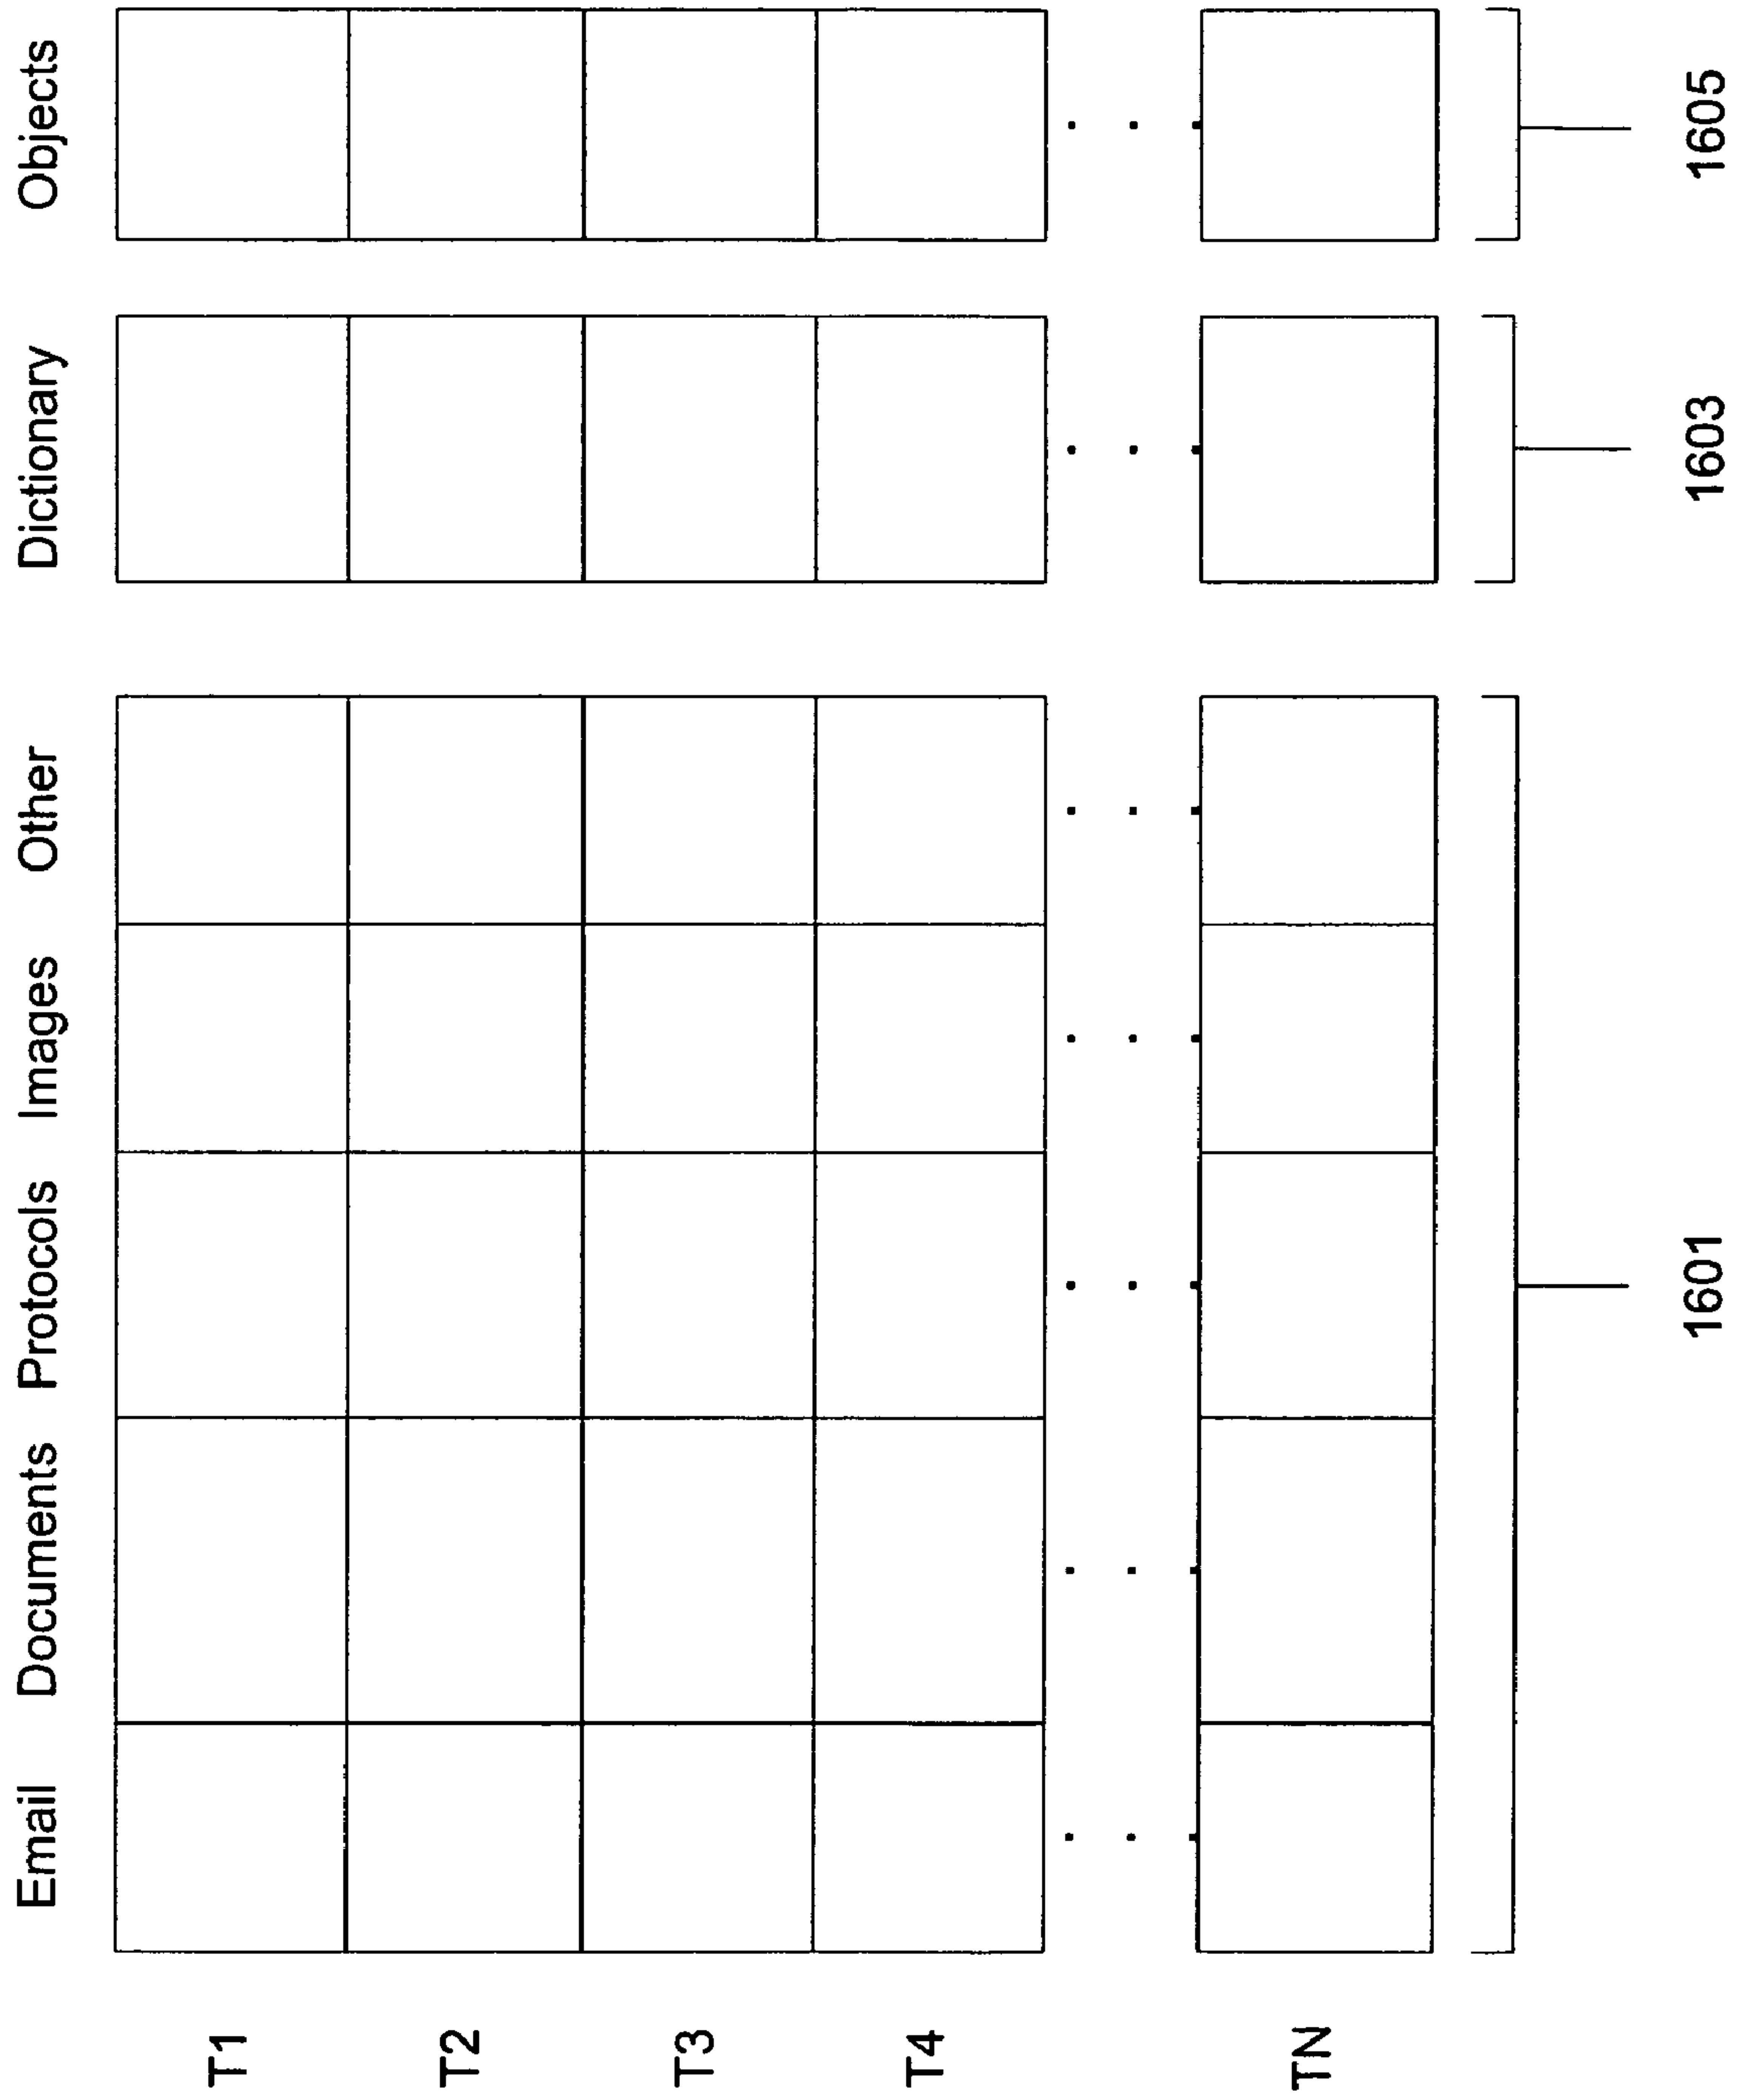 Email Documents Protocols Images Other Dictionary Objects
T1
T2
T3
T4
TN
1601 1603 1605